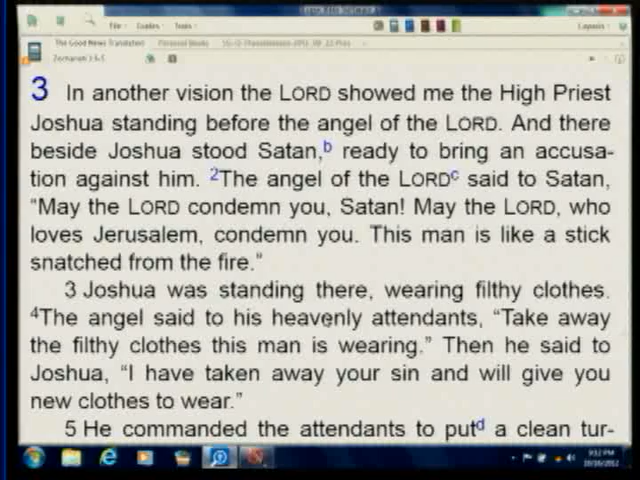 File Guides Tools
Layouts
The Good News Translation
Zechariah 3:5-5
3 In another vision the LORD showed me the High Priest
Joshua standing before the angel of the LORD. And there
beside Joshua stood Satan,b ready to bring an accusa-
tion against him. 2The angel of the LORDc said to Satan,
“May the LORD condemn you, Satan! May the LORD, who
loves Jerusalem, condemn you. This man is like a stick
snatched from the fire.”
3 Joshua was standing there, wearing filthy clothes.
4The angel said to his heavenly attendants, “Take away
the filthy clothes this man is wearing.” Then he said to
Joshua, “I have taken away your sin and will give you
new clothes to wear.”
5 He commanded the attendants to putd a clean tur-